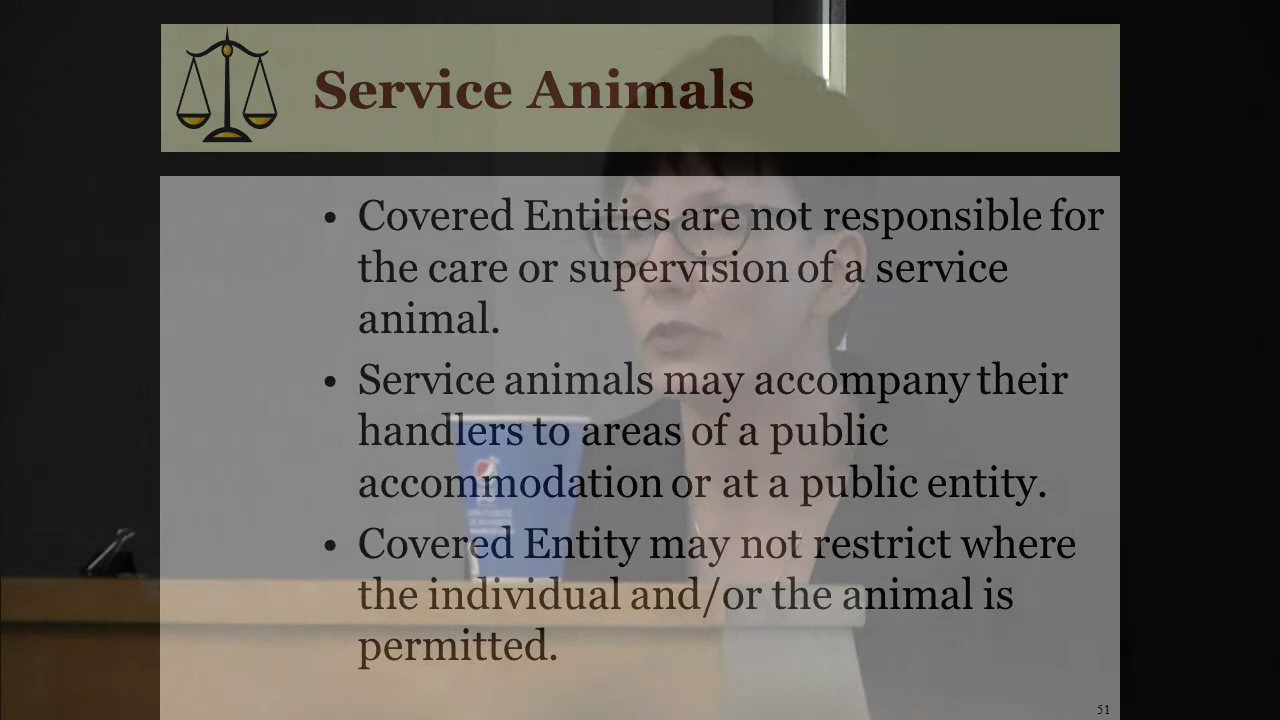 Service Animals
• Covered Entities are not responsible for
the care or supervision of a service
animal.
• Service animals may accompany their
handlers to areas of a public
accommodation or at a public entity.
• Covered Entity may not restrict where
the individual and/or the animal is
permitted.
51